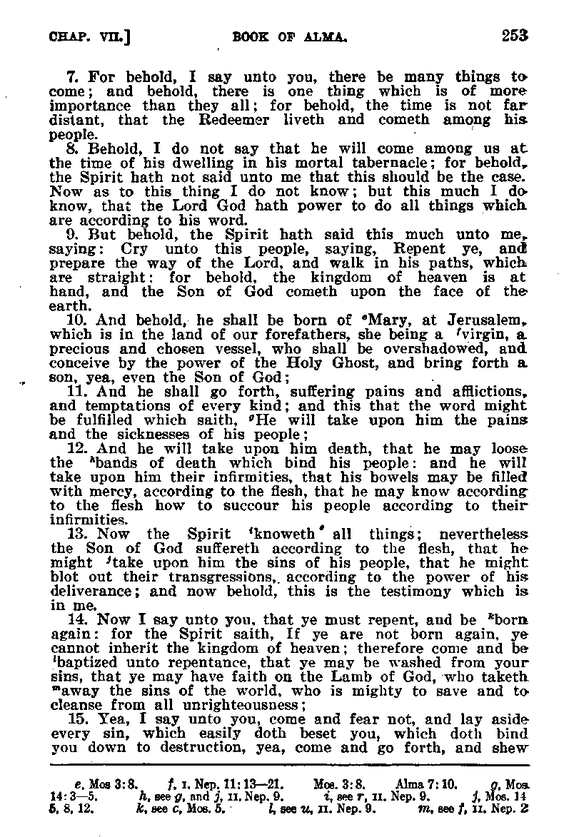 CHAP. VII.] BOOK OF ALMA. 253
7. For behold, I say unto you, there be many things to
come; and behold, there is one thing which is of more
importance than they all; for behold, the time is not far
distant, that the Redeemer liveth and cometh among his
people.
8. Behold, I do not say that he will come among us at
the time of his dwelling in his mortal tabernacle; for behold,
the Spirit hath not said unto me that this should be the case.
Now as to this thing I do not know; but this much I do
know, that the Lord God hath power to do all things which
are according to his word.
9. But behold, the Spirit hath said this much unto me,
saying: Cry unto this people, saying, Repent ye, and
prepare the way of the Lord, and walk in his paths, which
are straight: for behold, the kingdom of heaven is at
hand, and the Son of God cometh upon the face of the
earth.
10. And behold, he shall be born of ᵉMary, at Jerusalem,
which is in the land of our forefathers, she being a ᶠvirgin, a
precious and chosen vessel, who shall be overshadowed, and
conceive by the power of the Holy Ghost, and bring forth a
son, yea, even the Son of God;
11. And he shall go forth, suffering pains and afflictions,
and temptations of every kind; and this that the word might
be fulfilled which saith, ᵍHe will take upon him the pains
and the sicknesses of his people;
12. And he will take upon him death, that he may loose
the ʰbands of death which bind his people: and he will
take upon him their infirmities, that his bowels may be filled
with mercy, according to the flesh, that he may know according
to the flesh how to succour his people according to their
infirmities.
13. Now the Spirit ⁱknoweth all things; nevertheless
the Son of God suffereth according to the flesh, that he
might ʲtake upon him the sins of his people, that he might
blot out their transgressions, according to the power of his
deliverance; and now behold, this is the testimony which is
in me.
14. Now I say unto you, that ye must repent, and be ᵏborn
again: for the Spirit saith, If ye are not born again, ye
cannot inherit the kingdom of heaven; therefore come and be
ˡbaptized unto repentance, that ye may be washed from your
sins, that ye may have faith on the Lamb of God, who taketh
ᵐaway the sins of the world, who is mighty to save and to
cleanse from all unrighteousness;
15. Yea, I say unto you, come and fear not, and lay aside
every sin, which easily doth beset you, which doth bind
you down to destruction, yea, come and go forth, and shew
e, Mos 3:8. f, I. Nep. 11:13—21. Mos. 3:8. Alma 7:10. g, Mos.
14:3—5. h, see g, and j, II. Nep. 9. i, see r, II. Nep. 9. j, Mos. 14
5, 8, 12. k, see c, Mos. 5. l, see u, II. Nep. 9. m, see f, II. Nep. 2